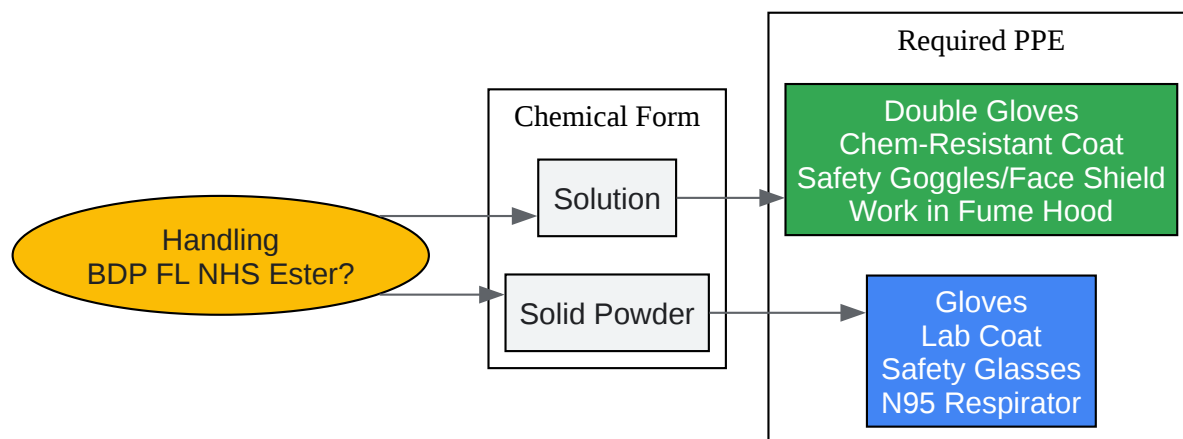 Handling
BDP FL NHS Ester?
Chemical Form
Solution
Solid Powder
Required PPE
Double Gloves
Chem-Resistant Coat
Safety Goggles/Face Shield
Work in Fume Hood
Gloves
Lab Coat
Safety Glasses
N95 Respirator